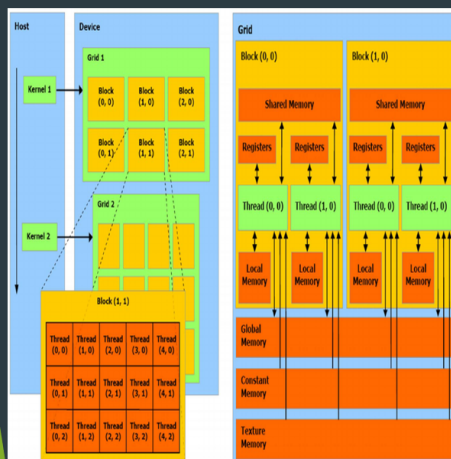 Host
Device
Grid 1
Kernel 1
Block
(0, 0)
Block
(1, 0)
Block
(2, 0)
Block
(0, 1)
Block
(1, 1)
Block
(2, 1)
Grid 2
Kernel 2
Block (1, 1)
Thread
(0, 0)
Thread
(1, 0)
Thread
(2, 0)
Thread
(3, 0)
Thread
(4, 0)
Thread
(0, 1)
Thread
(1, 1)
Thread
(2, 1)
Thread
(3, 1)
Thread
(4, 1)
Thread
(0, 2)
Thread
(1, 2)
Thread
(2, 2)
Thread
(3, 2)
Thread
(4, 2)
Grid
Block (0, 0)
Shared Memory
Registers
Registers
Thread (0, 0)
Thread (1, 0)
Local
Memory
Local
Memory
Block (1, 0)
Shared Memory
Registers
Registers
Thread (0, 0)
Thread (1, 0)
Local
Memory
Local
Memory
Global
Memory
Constant
Memory
Texture
Memory